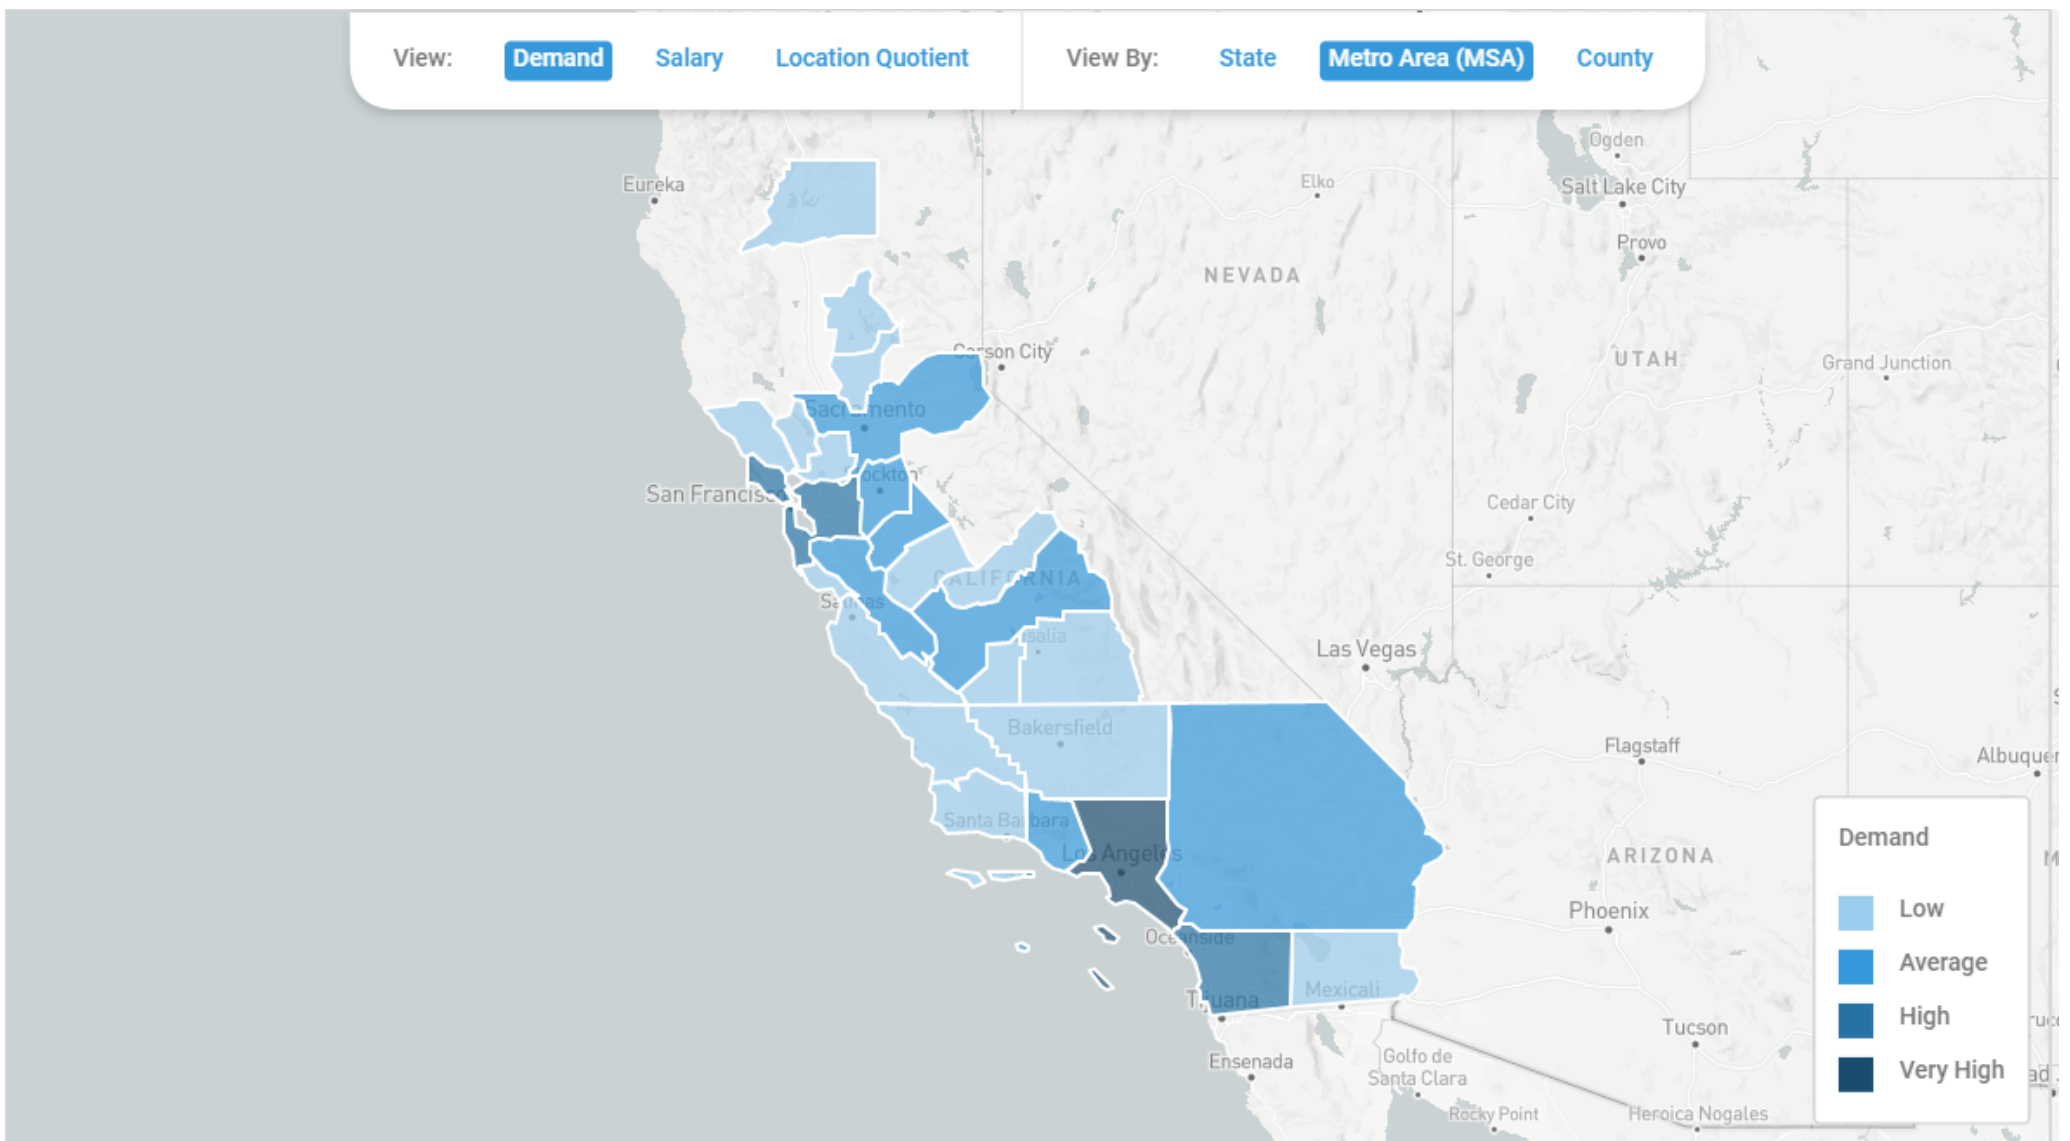 View: Demand Salary Location Quotient View By: State Metro Area (MSA) County
Ogden
Eureka
Elko
Salt Lake City
Provo
NEVADA
Carson City
UTAH
Grand Junction
Sacramento
Stockton
San Francisco
Cedar City
St. George
CALIFORNIA
Salinas
Visalia
Las Vegas
Bakersfield
Flagstaff
Santa Barbara
Los Angeles
ARIZONA
Phoenix
Oceanside
Tijuana
Mexicali
Tucson
Ensenada
Golfo de
Santa Clara
Rocky Point
Heroica Nogales
Albuquer
Demand
Low
Average
High
Very High